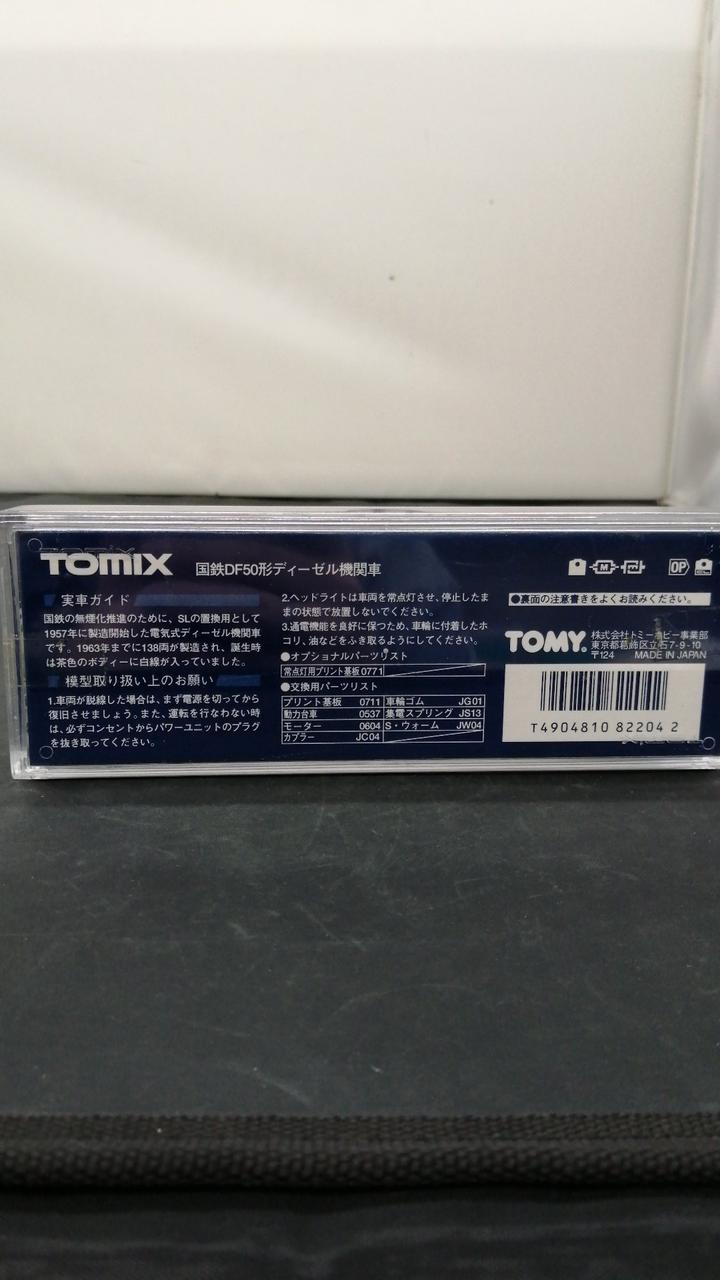 TOMIX 国鉄DF50形ディーゼル機関車
実車ガイド
国鉄の無煙化推進のために、SLの置換用として
1957年に製造開始した電気式ディーゼル機関車
です。1963年までに138両が製造され、誕生時
は茶色のボディーに白線が入っていました。
模型取り扱い上のお願い
1.車両が脱線した場合は、まず電源を切ってから
復旧させましょう。また、運転を行なわない時
は、必ずコンセントからパワーユニットのプラグ
を抜き取ってください。
2.ヘッドライトは車両を常点灯させ、停止したま
まの状態で放置しないでください。
3.通電機能を良好に保つため、車輪に付着したホ
コリ、油などをふき取るようにしてください。
●オプショナルパーツリスト
常点灯用プリント基板 0771
●交換用パーツリスト
プリント基板 0711 車輪ゴム JG01
動力台車 0537 集電スプリング JS13
モーター 0604 S・ウォーム JW04
カプラー JC04
M OP
●裏面の注意書きをよくお読みください。
TOMY. 株式会社トミーホビー事業部
東京都葛飾区立石7-9-10
〒124 MADE IN JAPAN
T4904810 82204 2